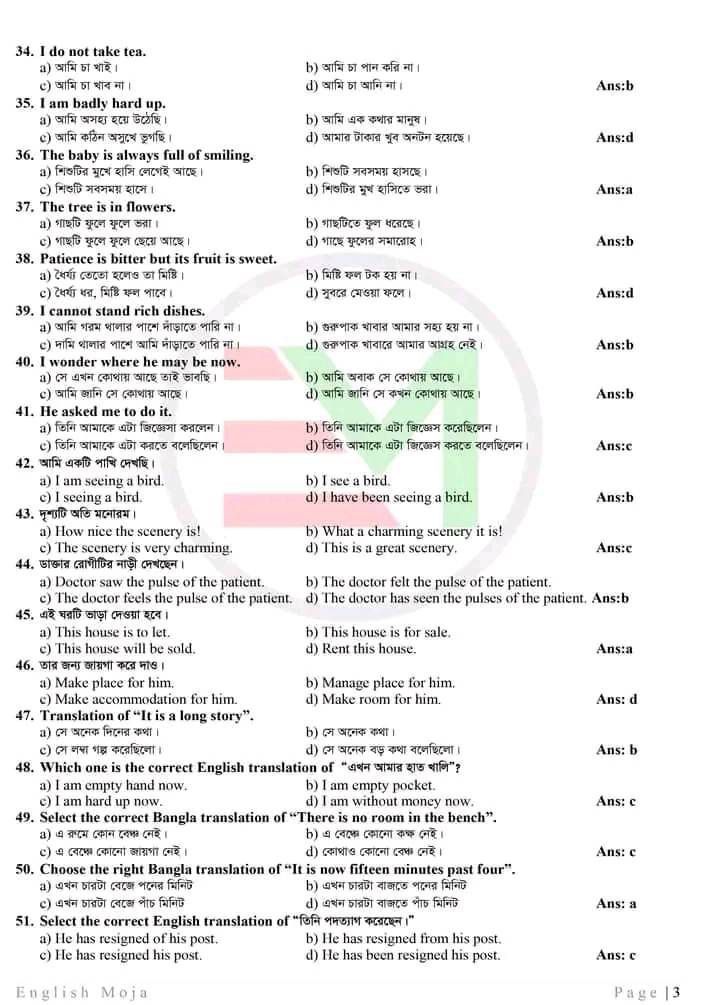 34. I do not take tea.
a) আমি চা খাই। b) আমি চা পান করি না।
c) আমি চা খাব না। d) আমি চা আনি না। Ans:b
35. I am badly hard up.
a) আমি অসহ্য হয়ে উঠেছি। b) আমি এক কথার মানুষ।
c) আমি কঠিন অসুখে ভুগছি। d) আমার টাকার খুব অনটন হয়েছে। Ans:d
36. The baby is always full of smiling.
a) শিশুটির মুখে হাসি লেগেই আছে। b) শিশুটি সবসময় হাসছে।
c) শিশুটি সবসময় হাসে। d) শিশুটির মুখ হাসিতে ভরা। Ans:a
37. The tree is in flowers.
a) গাছটি ফুলে ফুলে ভরা। b) গাছটিতে ফুল ধরেছে।
c) গাছটি ফুলে ফুলে ছেয়ে আছে। d) গাছে ফুলের সমারোহ। Ans:b
38. Patience is bitter but its fruit is sweet.
a) ধৈর্য্য তেতো হলেও তা মিষ্টি। b) মিষ্টি ফল টক হয় না।
c) ধৈর্য্য ধর, মিষ্টি ফল পাবে। d) সুবরে মেওয়া ফলে। Ans:d
39. I cannot stand rich dishes.
a) আমি গরম থালার পাশে দাঁড়াতে পারি না। b) গুরুপাক খাবার আমার সহ্য হয় না।
c) দামি থালার পাশে আমি দাঁড়াতে পারি না। d) গুরুপাক খাবারে আমার আগ্রহ নেই। Ans:b
40. I wonder where he may be now.
a) সে এখন কোথায় আছে তাই ভাবছি। b) আমি অবাক সে কোথায় আছে।
c) আমি জানি সে কোথায় আছে। d) আমি জানি সে কখন কোথায় আছে। Ans:b
41. He asked me to do it.
a) তিনি আমাকে এটা জিজ্ঞেসা করলেন। b) তিনি আমাকে এটা জিজ্ঞেস করেছিলেন।
c) তিনি আমাকে এটা করতে বলেছিলেন। d) তিনি আমাকে এটা জিজ্ঞেস করতে বলেছিলেন। Ans:c
42. আমি একটি পাখি দেখছি।
a) I am seeing a bird. b) I see a bird.
c) I seeing a bird. d) I have been seeing a bird. Ans:b
43. দৃশ্যটি অতি মনোরম।
a) How nice the scenery is! b) What a charming scenery it is!
c) The scenery is very charming. d) This is a great scenery. Ans:c
44. ডাক্তার রোগীটির নাড়ী দেখছেন।
a) Doctor saw the pulse of the patient. b) The doctor felt the pulse of the patient.
c) The doctor feels the pulse of the patient. d) The doctor has seen the pulses of the patient. Ans:b
45. এই ঘরটি ভাড়া দেওয়া হবে।
a) This house is to let. b) This house is for sale.
c) This house will be sold. d) Rent this house. Ans:a
46. তার জন্য জায়গা করে দাও।
a) Make place for him. b) Manage place for him.
c) Make accommodation for him. d) Make room for him. Ans: d
47. Translation of “It is a long story”.
a) সে অনেক দিনের কথা। b) সে অনেক কথা।
c) সে লম্বা গল্প করেছিলো। d) সে অনেক বড় কথা বলেছিলো। Ans: b
48. Which one is the correct English translation of “এখন আমার হাত খালি”?
a) I am empty hand now. b) I am empty pocket.
c) I am hard up now. d) I am without money now. Ans: c
49. Select the correct Bangla translation of “There is no room in the bench”.
a) এ রুমে কোন বেঞ্চ নেই। b) এ বেঞ্চে কোনো কক্ষ নেই।
c) এ বেঞ্চে কোনো জায়গা নেই। d) কোথাও কোনো বেঞ্চ নেই। Ans: c
50. Choose the right Bangla translation of “It is now fifteen minutes past four”.
a) এখন চারটা বেজে পনের মিনিট b) এখন চারটা বাজতে পনের মিনিট
c) এখন চারটা বেজে পাঁচ মিনিট d) এখন চারটা বাজতে পাঁচ মিনিট Ans: a
51. Select the correct English translation of “তিনি পদত্যাগ করেছেন।”
a) He has resigned of his post. b) He has resigned from his post.
c) He has resigned his post. d) He has been resigned his post. Ans: c
English Moja Page | 3